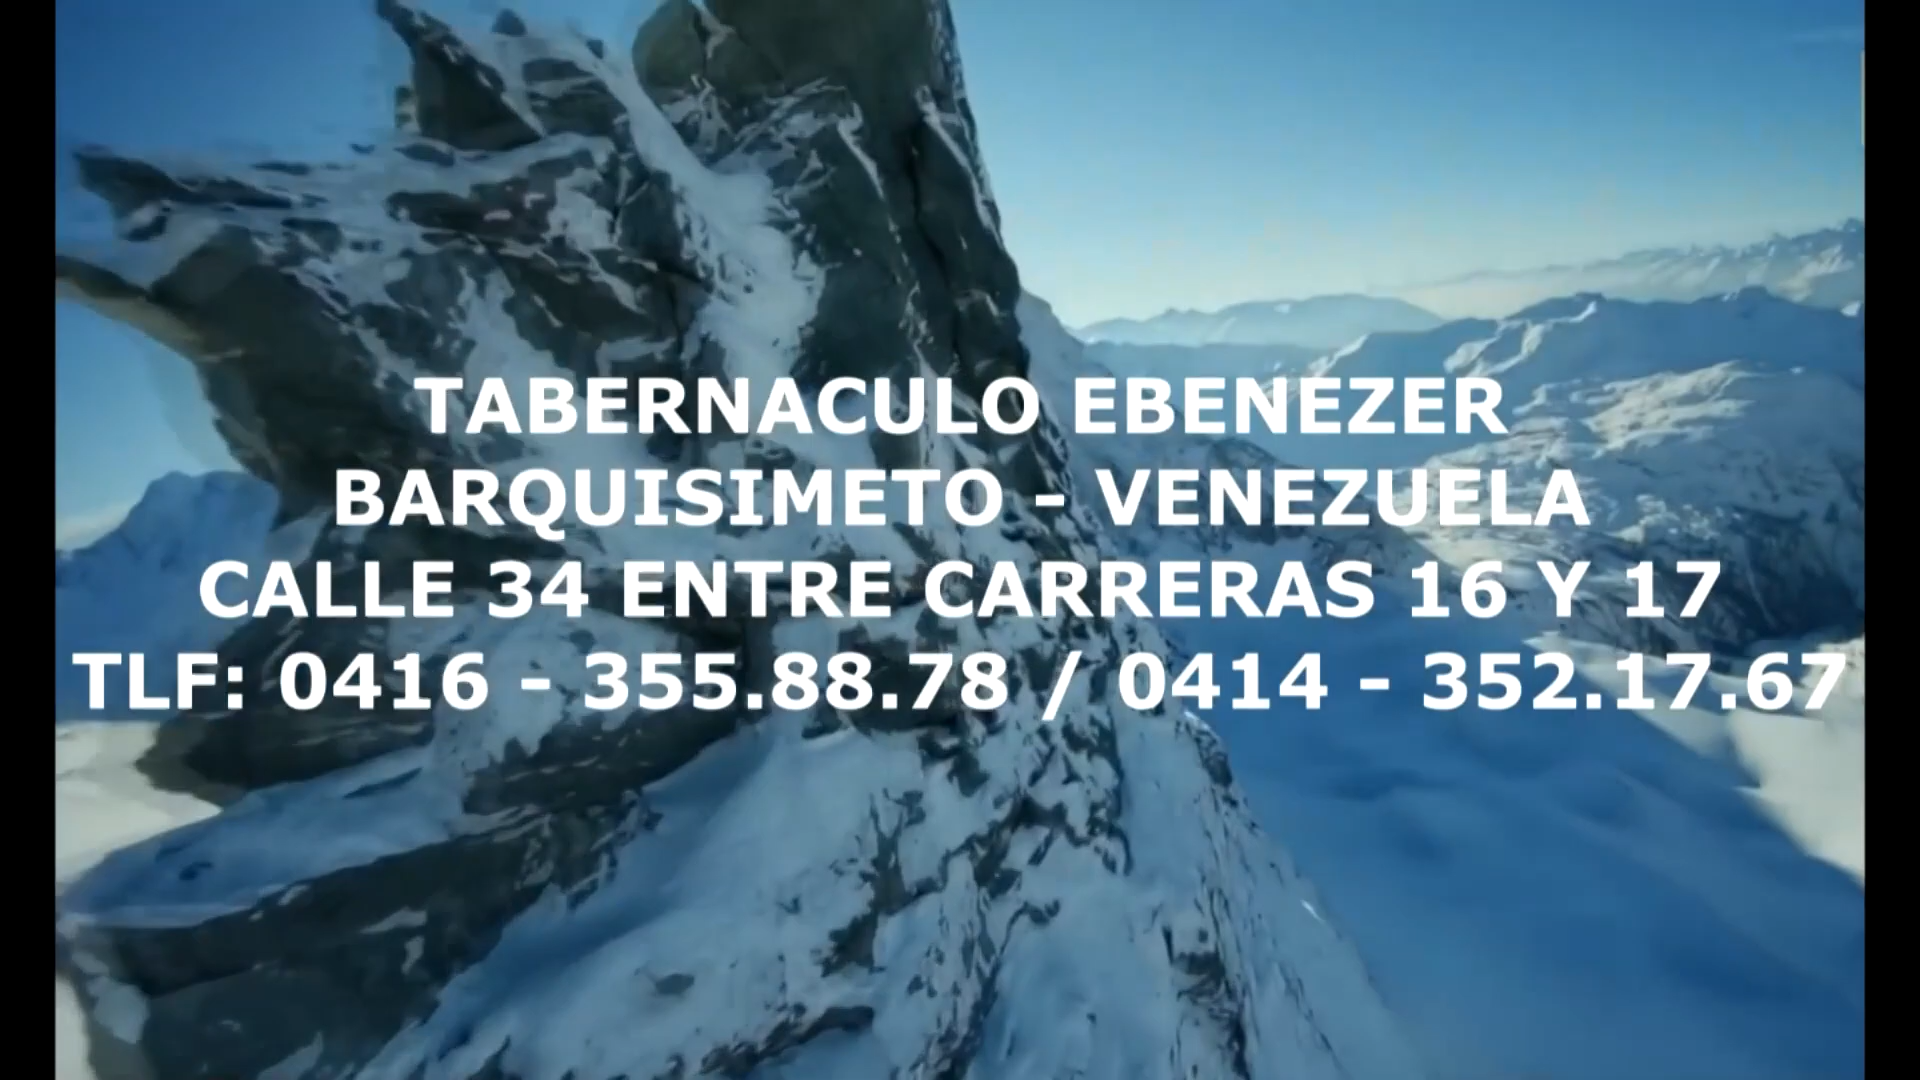 TABERNACULO EBENEZER
BARQUISIMETO - VENEZUELA
CALLE 34 ENTRE CARRERAS 16 Y 17
TLF: 0416 - 355.88.78 / 0414 - 352.17.67